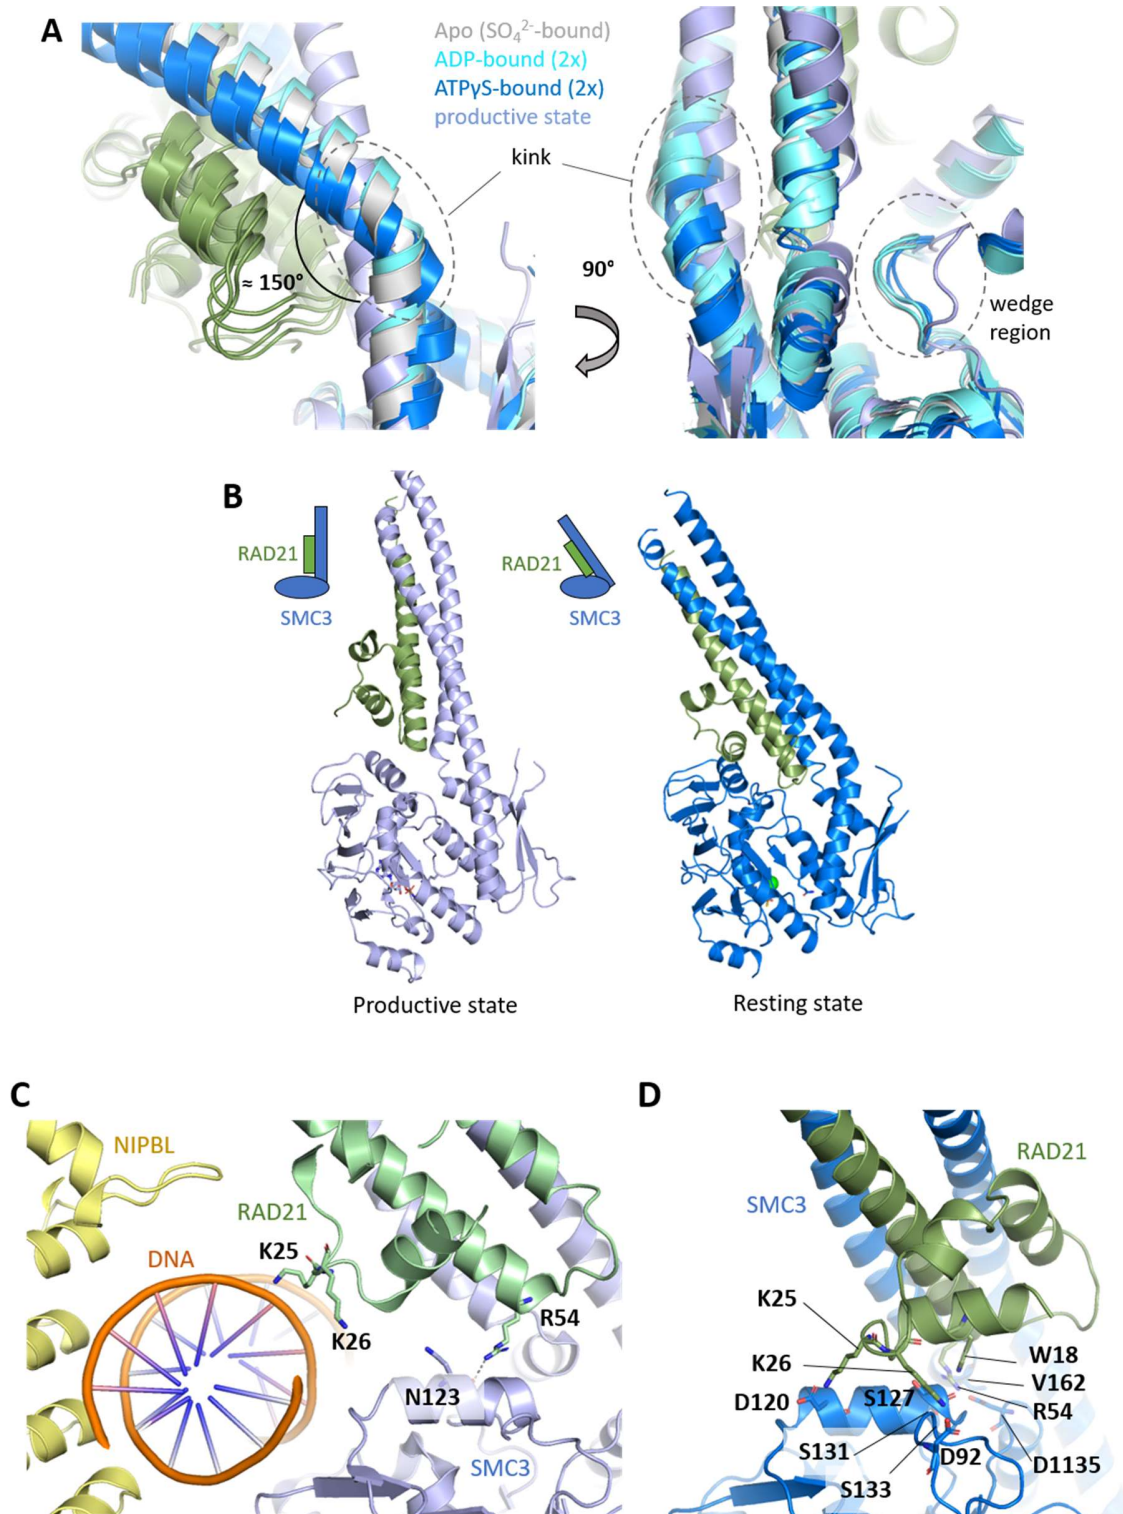 A
Apo (SO₄²⁻-bound)
ADP-bound (2x)
ATPγS-bound (2x)
productive state
kink
≈ 150°
90°
wedge
region
B
RAD21
SMC3
RAD21
SMC3
Productive state
Resting state
C
NIPBL
RAD21
K25
DNA
K26
R54
N123
SMC3
D
RAD21
SMC3
K25
K26
D120
S127
W18
V162
R54
S131
D92
D1135
S133